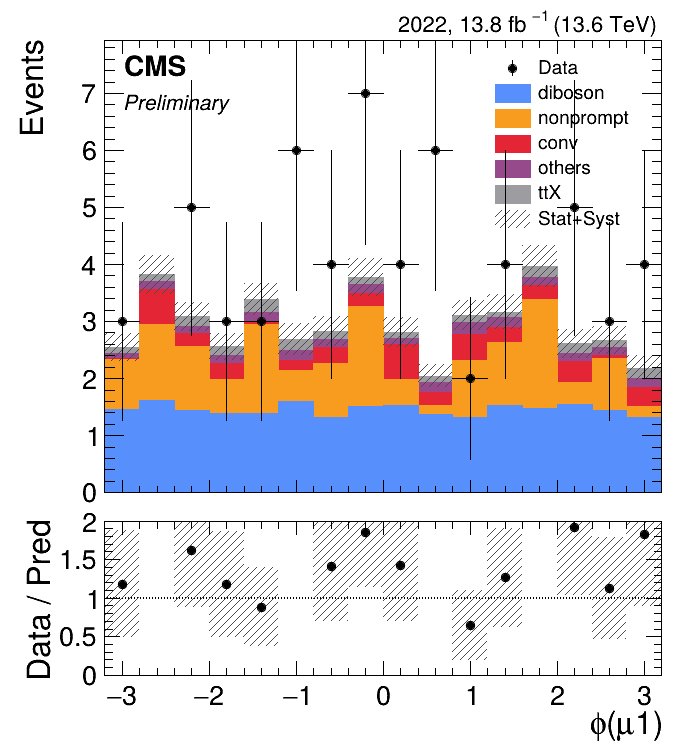 2022, 13.8 fb⁻¹ (13.6 TeV)
CMS
Preliminary
Data
diboson
nonprompt
conv
others
ttX
Stat+Syst
Events
7
6
5
4
3
2
1
0
Data / Pred
2
1.5
1
0.5
0
−3 −2 −1 0 1 2 3
ϕ(μ1)